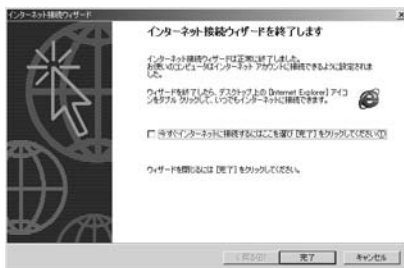 インターネット接続ウィザード
インターネット接続ウィザードを終了します
インターネット接続ウィザードは正常に終了しました。
お使いのコンピュータはインターネット アカウントに接続できるように設定されま
した。
ウィザードを終了したら、デスクトップ上の [Internet Explorer] アイコ
ンをダブル クリックして、いつでもインターネットに接続できます。
今すぐインターネットに接続するにはここを選び [完了] をクリックしてください(T)
ウィザードを閉じるには [完了] をクリックしてください。
< 戻る(B)
完了
キャンセル